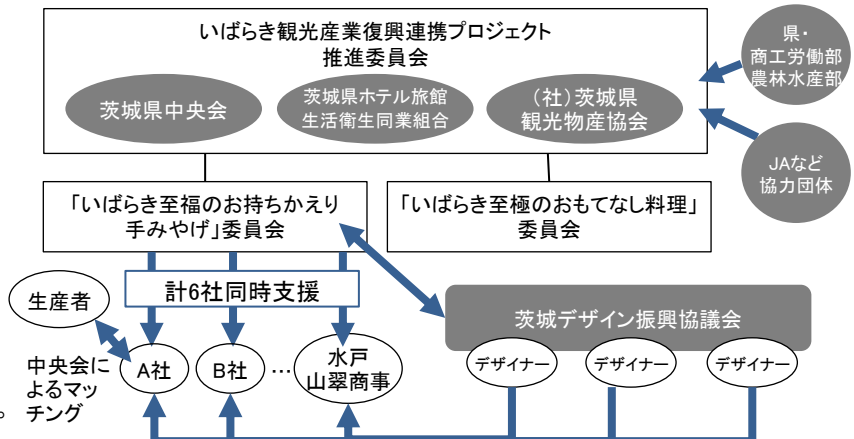 いばらき観光産業復興連携プロジェクト
推進委員会
県・
商工労働部
農林水産部
茨城県中央会
茨城県ホテル旅館
生活衛生同業組合
（社）茨城県
観光物産協会
JAなど
協力団体
「いばらき至福のお持ちかえり
手みやげ」委員会
「いばらき至極のおもてなし料理」
委員会
計6社同時支援
生産者
茨城デザイン振興協議会
A社
B社
…
水戸
山翠商事
デザイナー
デザイナー
デザイナー
中央会に
よるマッ
チング
。